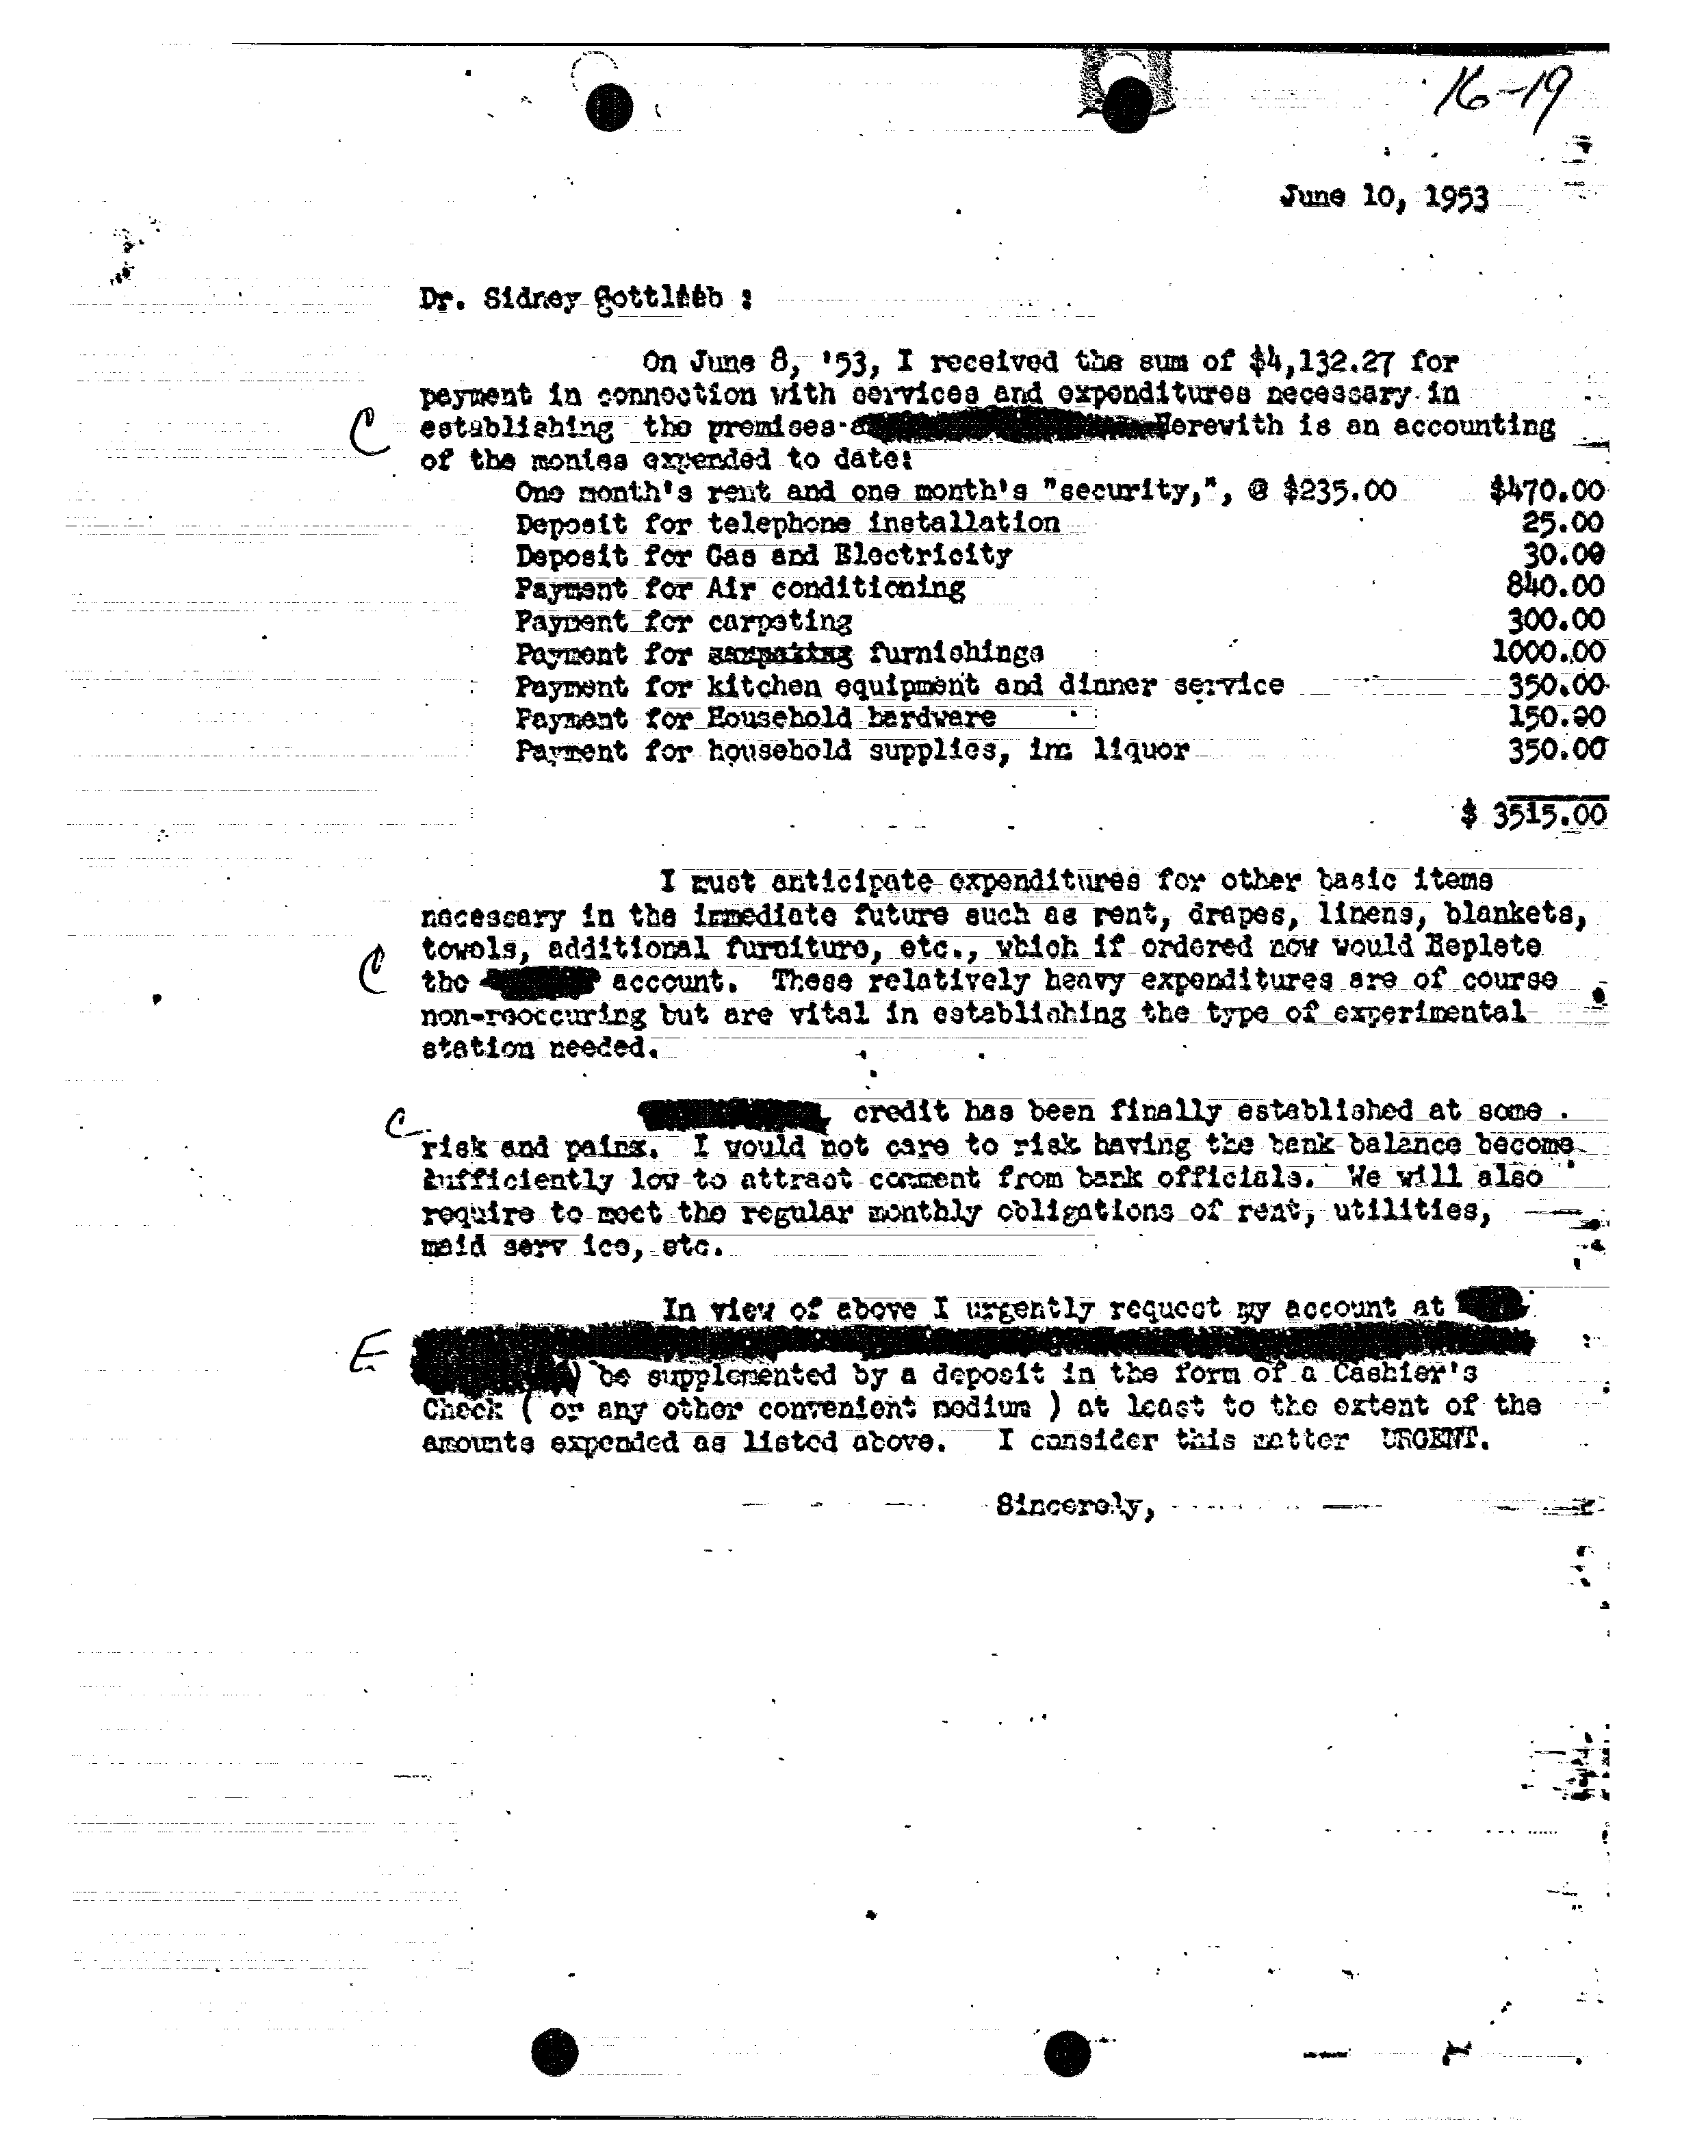 16-19
June 10, 1953
Dr. Sidney Gottlieb :
On June 8, '53, I received the sum of $4,132.27 for
payment in connection with services and expenditures necessary in
C
establishing the premises Herewith is an accounting
of the monies expended to date:
One month's rent and one month's "security,", @ $235.00 $470.00
Deposit for telephone installation 25.00
Deposit for Gas and Electricity 30.00
Payment for Air conditioning 840.00
Payment for carpeting 300.00
Payment for furnishings 1000.00
Payment for kitchen equipment and dinner service 350.00
Payment for Household hardware 150.00
Payment for household supplies, inc liquor 350.00
$ 3515.00
I must anticipate expenditures for other basic items
necessary in the immediate future such as rent, drapes, linens, blankets,
towels, additional furniture, etc., which if ordered now would
C
the account. These relatively heavy expenditures are of course
non-reoccuring but are vital in establishing the type of experimental
station needed.
C
credit has been finally established at some
risk and . I would not care to risk having the bank balance become
sufficiently low to attract comment from bank officials. We will also
require to meet the regular monthly obligations of rent, utilities,
maid serv ice, etc.
In view of above I urgently request my account at
E
) be supplemented by a deposit in the form of a Cashier's
Check ( or any other convenient medium ) at least to the extent of the
amounts expended as listed above. I consider this matter URGENT.
Sincerely,